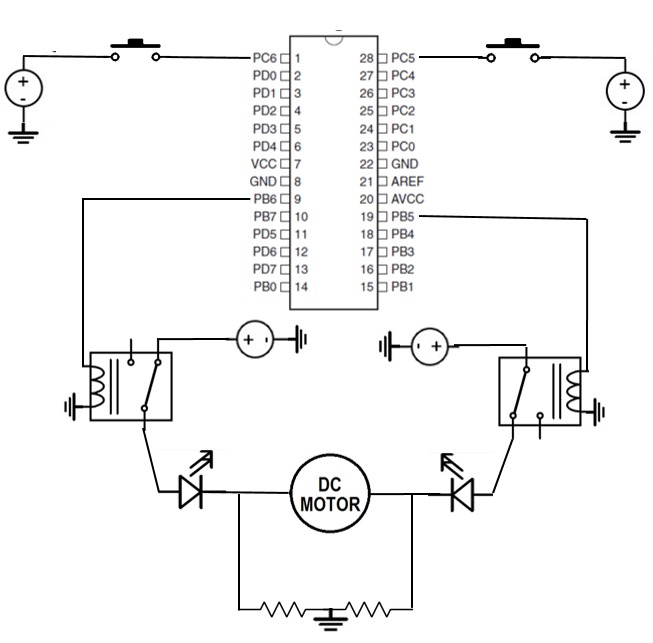 PC6 1 28 PC5
PD0 2 27 PC4
PD1 3 26 PC3
PD2 4 25 PC2
PD3 5 24 PC1
PD4 6 23 PC0
VCC 7 22 GND
GND 8 21 AREF
PB6 9 20 AVCC
PB7 10 19 PB5
PD5 11 18 PB4
PD6 12 17 PB3
PD7 13 16 PB2
PB0 14 15 PB1
+ -
+ -
+ -
- +
DC
MOTOR